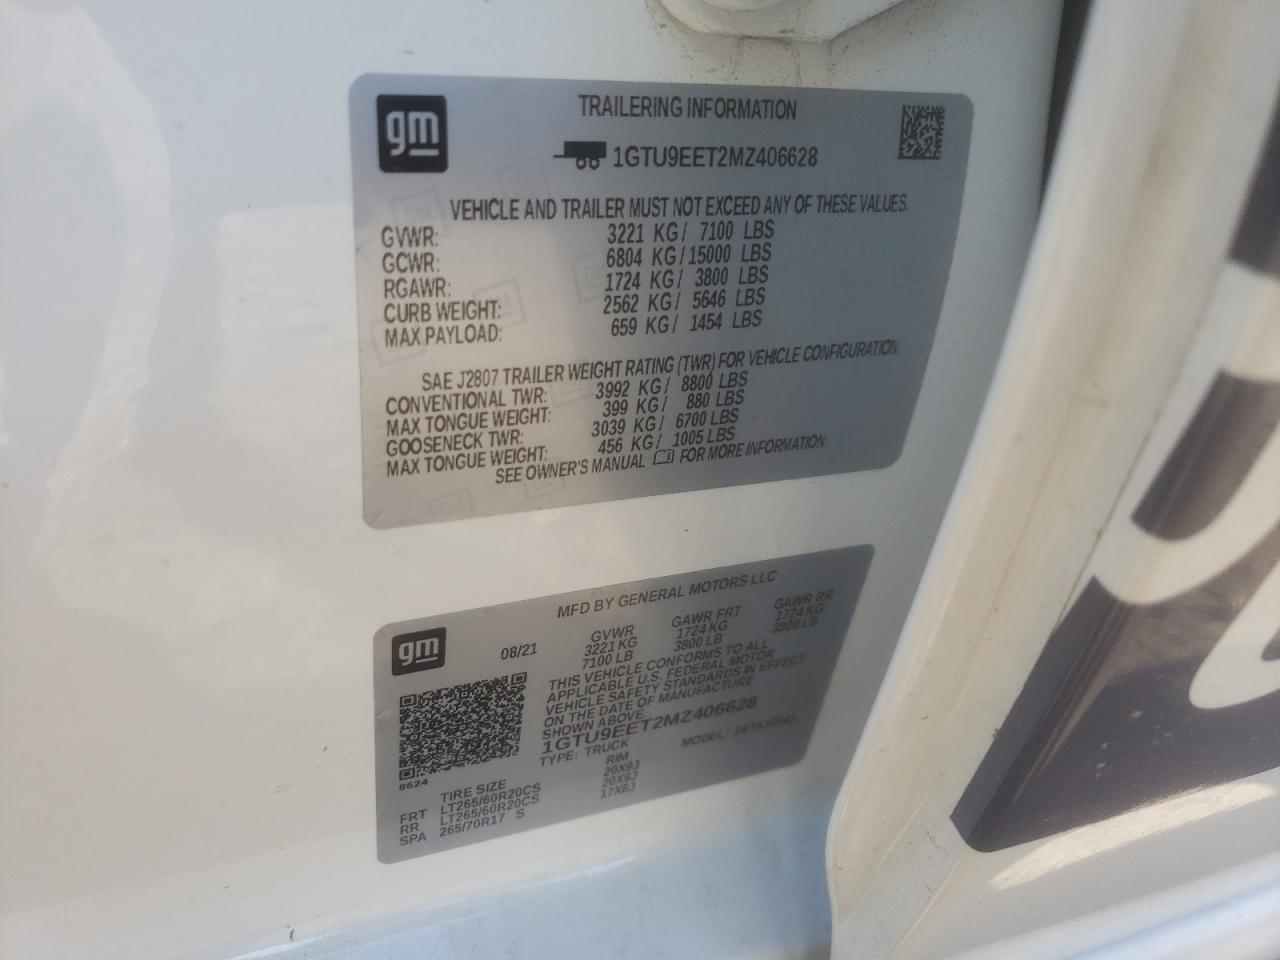 gm
TRAILERING INFORMATION
1GTU9EET2MZ406628
VEHICLE AND TRAILER MUST NOT EXCEED ANY OF THESE VALUES.
GVWR: 3221 KG/ 7100 LBS
GCWR: 6804 KG/ 15000 LBS
RGAWR: 1724 KG/ 3800 LBS
CURB WEIGHT: 2562 KG/ 5646 LBS
MAX PAYLOAD: 659 KG/ 1454 LBS
SAE J2807 TRAILER WEIGHT RATING (TWR) FOR VEHICLE CONFIGURATION
CONVENTIONAL TWR: 3992 KG/ 8800 LBS
MAX TONGUE WEIGHT: 399 KG/ 880 LBS
GOOSENECK TWR: 3039 KG/ 6700 LBS
MAX TONGUE WEIGHT: 456 KG/ 1005 LBS
SEE OWNER'S MANUAL FOR MORE INFORMATION
gm
MFD BY GENERAL MOTORS LLC
08/21 GVWR GAWR FRT GAWR RR
3221 KG 1724 KG 1724 KG
7100 LB 3800 LB 3800 LB
THIS VEHICLE CONFORMS TO ALL
APPLICABLE U.S. FEDERAL MOTOR
VEHICLE SAFETY STANDARDS IN EFFECT
ON THE DATE OF MANUFACTURE
SHOWN ABOVE.
1GTU9EET2MZ406628
TYPE: TRUCK MODEL:
8624
TIRE SIZE RIM
FRT LT265/60R20CS 20X9J
RR LT265/60R20CS 20X9J
SPA 265/70R17 S 17X8J